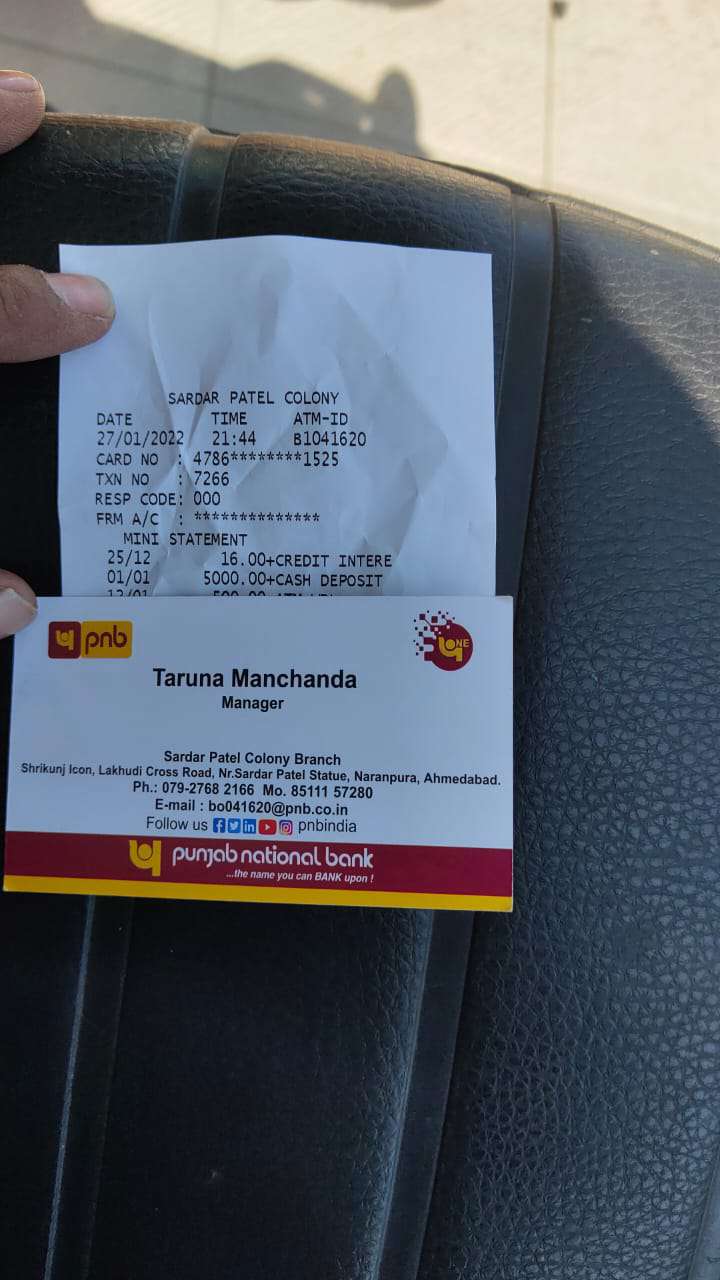 SARDAR PATEL COLONY
DATE TIME ATM-ID
27/01/2022 21:44 B1041620
CARD NO : 4786********1525
TXN NO : 7266
RESP CODE: 000
FRM A/C : **************
MINI STATEMENT
25/12 16.00+CREDIT INTERE
01/01 5000.00+CASH DEPOSIT
pnb
ONE
Taruna Manchanda
Manager
Sardar Patel Colony Branch
Shrikunj Icon, Lakhudi Cross Road, Nr.Sardar Patel Statue, Naranpura, Ahmedabad.
Ph.: 079-2768 2166 Mo. 85111 57280
E-mail : bo041620@pnb.co.in
Follow us pnbindia
punjab national bank
...the name you can BANK upon !